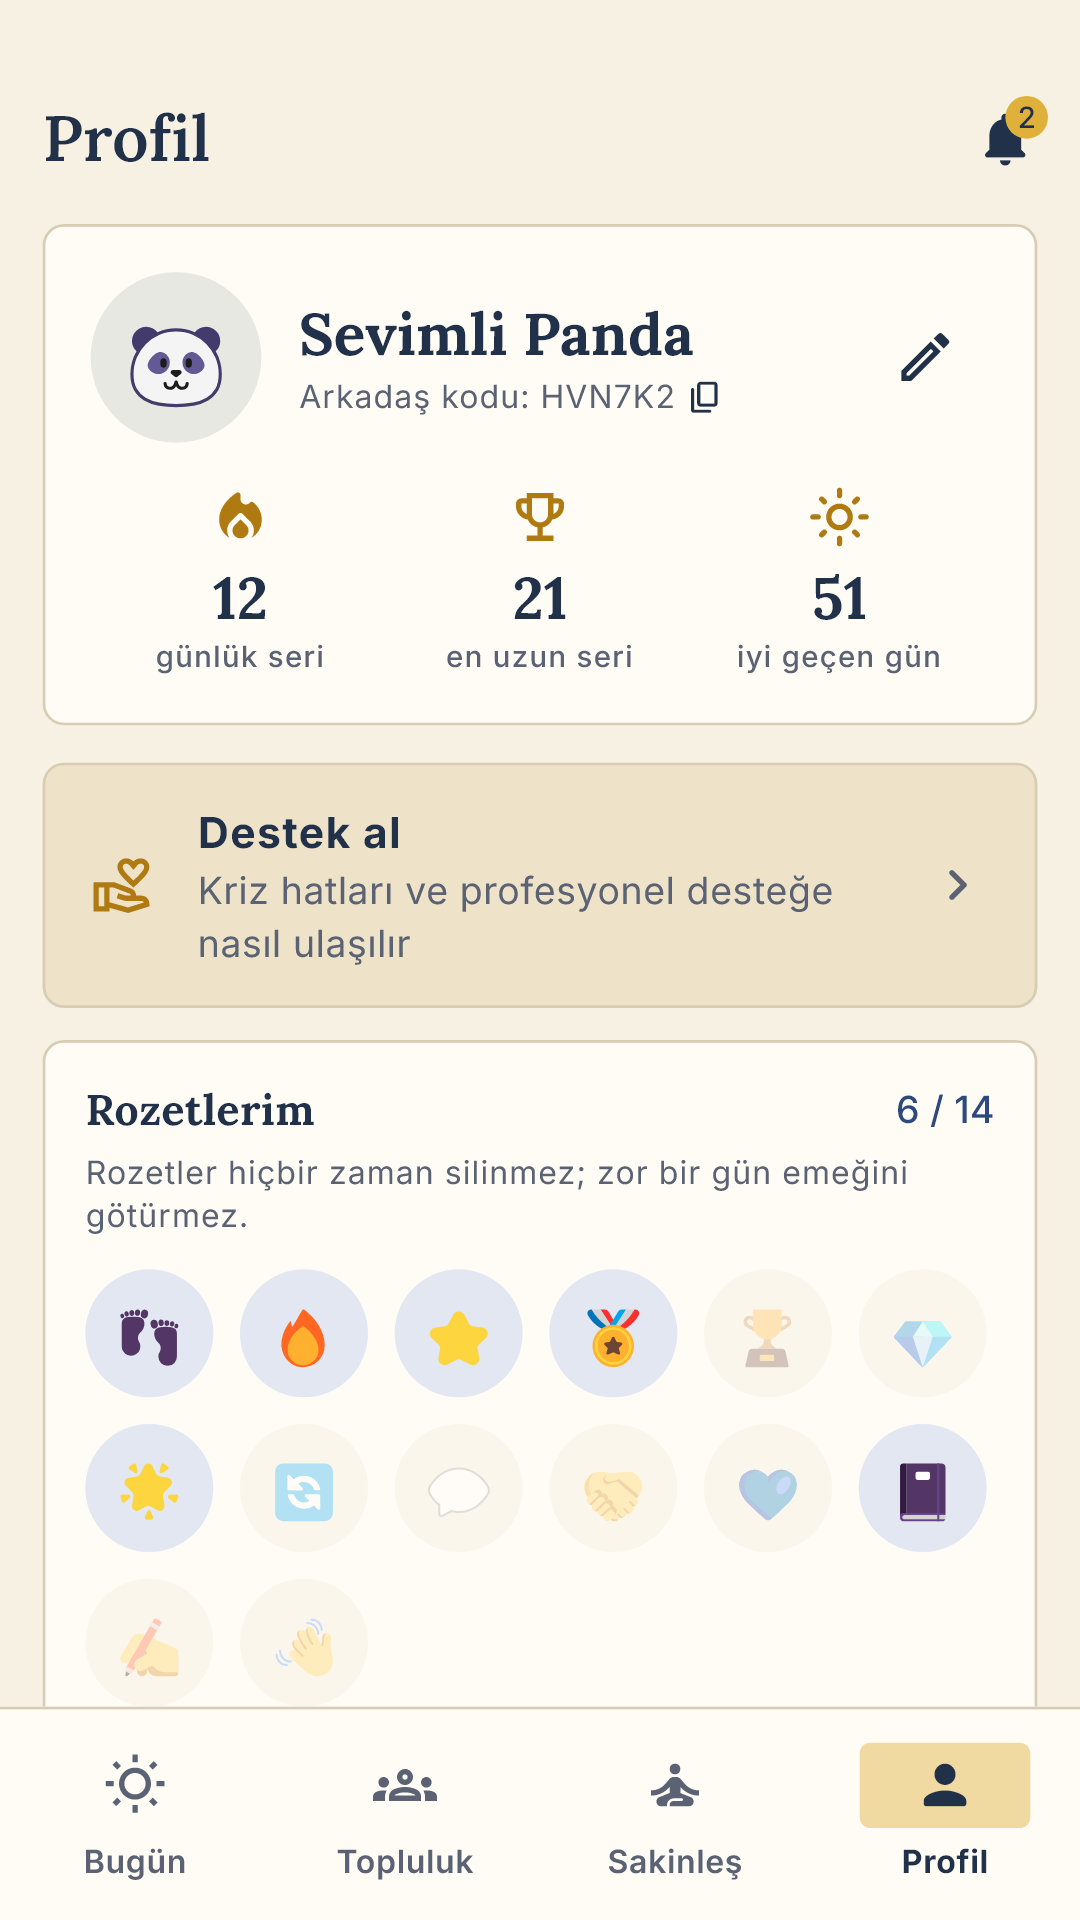 Profil
2
Sevimli Panda
Arkadaş kodu: HVN7K2
12
21
51
günlük seri
en uzun seri
iyi geçen gün
Destek al
Kriz hatları ve profesyonel desteğe
nasıl ulaşılır
Rozetlerim
6 / 14
Rozetler hiçbir zaman silinmez; zor bir gün emeğini
götürmez.
Bugün
Topluluk
Sakinleş
Profil